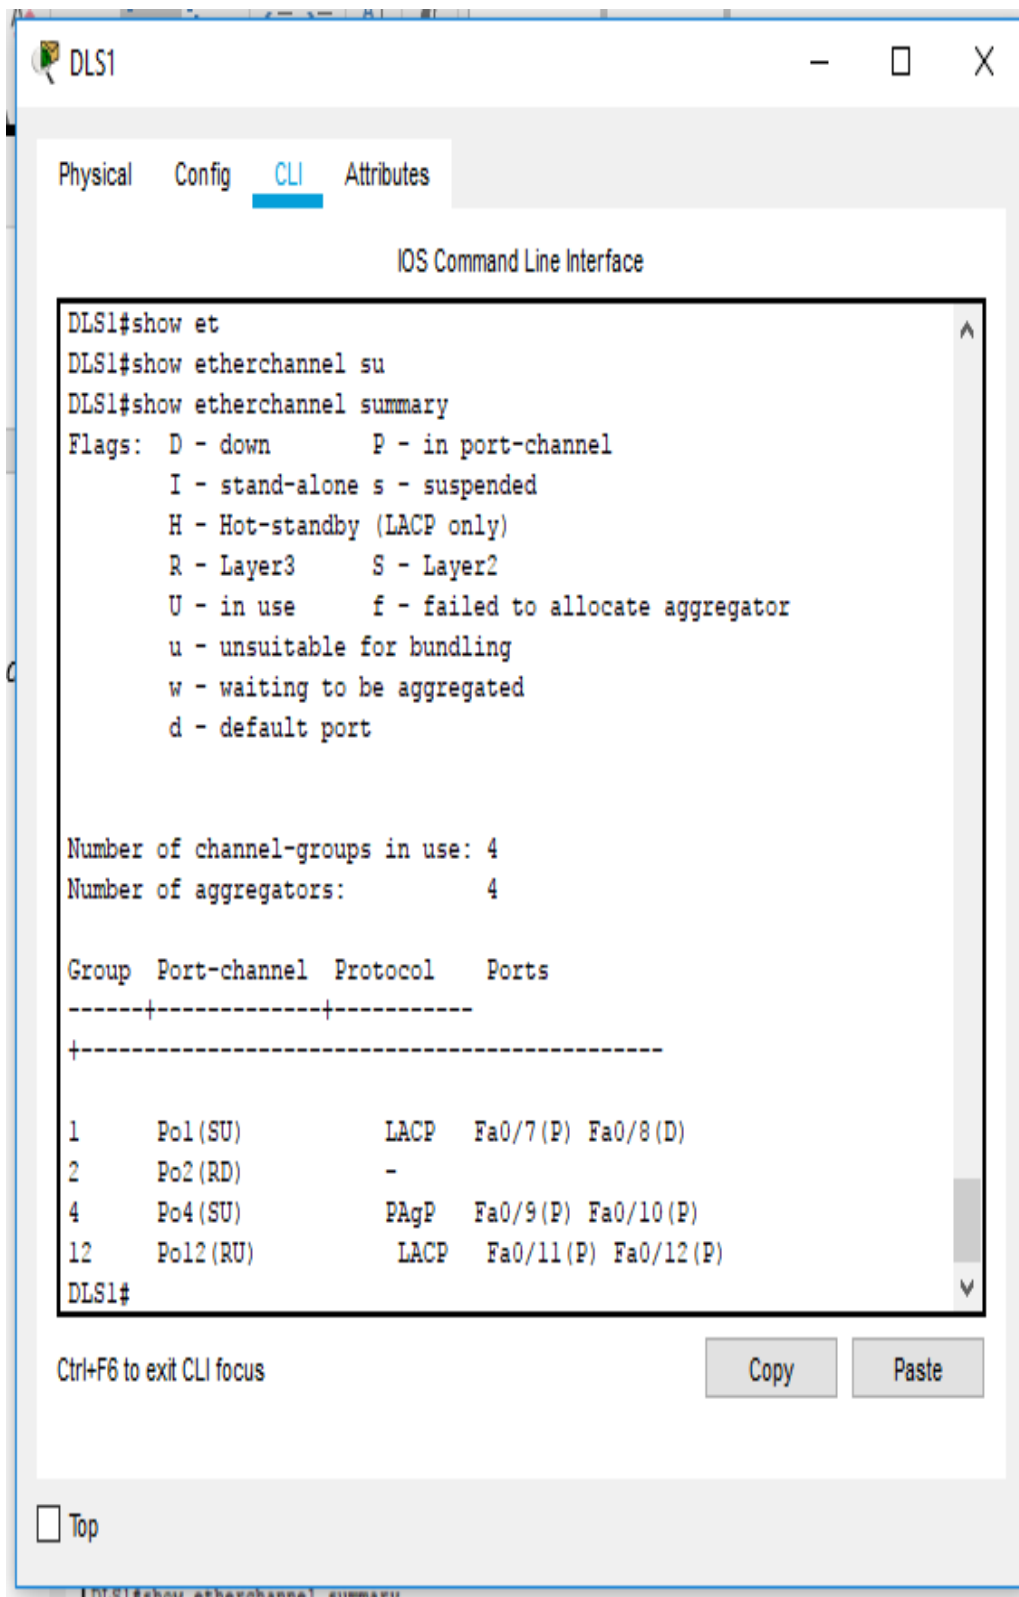 DLS1
Physical Config CLI Attributes
IOS Command Line Interface
DLS1#show et
DLS1#show etherchannel su
DLS1#show etherchannel summary
Flags:  D - down        P - in port-channel
        I - stand-alone s - suspended
        H - Hot-standby (LACP only)
        R - Layer3      S - Layer2
        U - in use      f - failed to allocate aggregator
        u - unsuitable for bundling
        w - waiting to be aggregated
        d - default port
Number of channel-groups in use: 4
Number of aggregators:           4
Group  Port-channel  Protocol    Ports
------+-------------+-----------
+----------------------------------------------
1      Po1(SU)           LACP   Fa0/7(P) Fa0/8(D)
2      Po2(RD)           -
4      Po4(SU)           PAgP   Fa0/9(P) Fa0/10(P)
12     Po12(RU)           LACP   Fa0/11(P) Fa0/12(P)
DLS1#
Ctrl+F6 to exit CLI focus
Copy Paste
Top
DLS1#show etherchannel summary